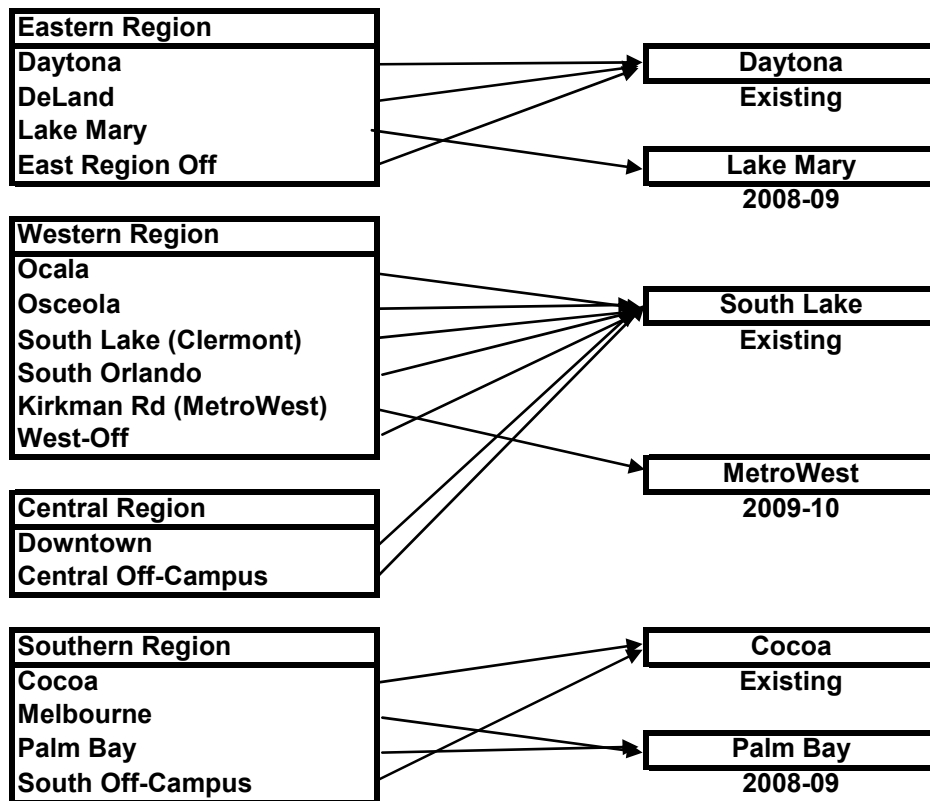 Eastern Region
Daytona
DeLand
Lake Mary
East Region Off
Western Region
Ocala
Osceola
South Lake (Clermont)
South Orlando
Kirkman Rd (MetroWest)
West-Off
Central Region
Downtown
Central Off-Campus
Southern Region
Cocoa
Melbourne
Palm Bay
South Off-Campus
Daytona
Existing
Lake Mary
2008-09
South Lake
Existing
MetroWest
2009-10
Cocoa
Existing
Palm Bay
2008-09